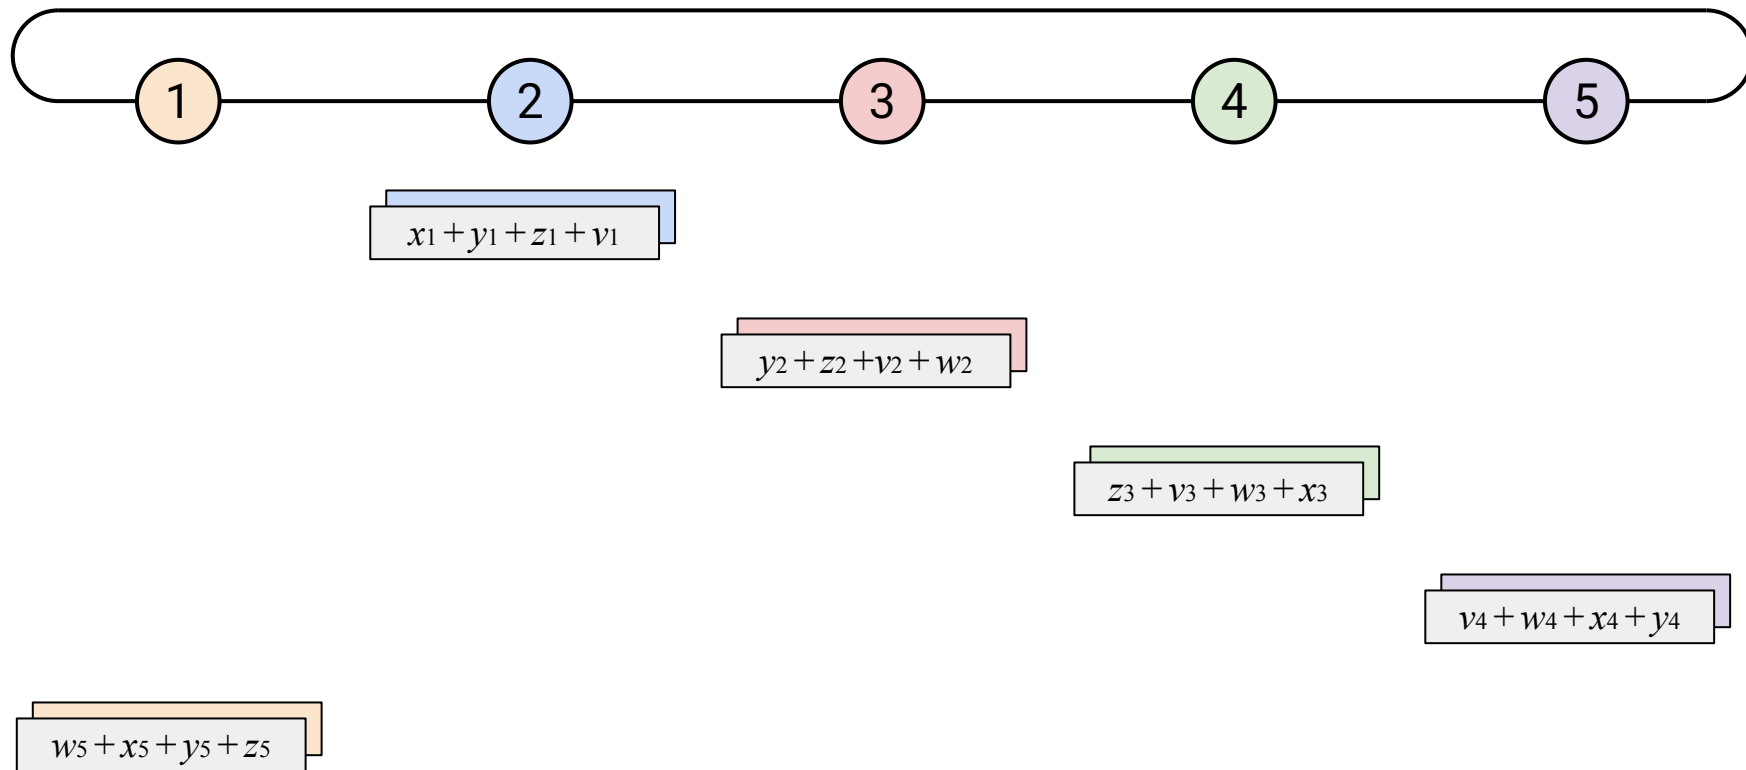 1 2 3 4 5
x1 + y1 + z1 + v1
y2 + z2 +v2 + w2
z3 + v3 + w3 + x3
v4 + w4 + x4 + y4
w5 + x5 + y5 + z5